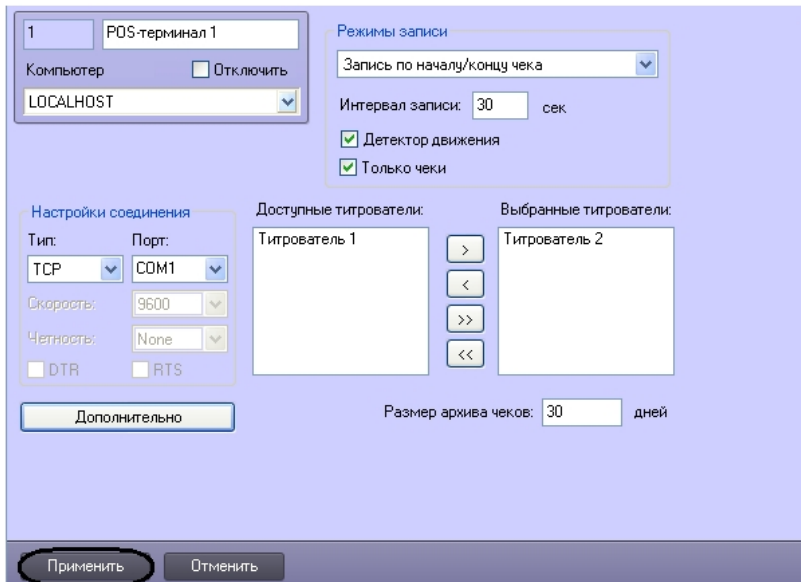 1 POS-терминал 1
Компьютер Отключить
LOCALHOST
Режимы записи
Запись по началу/концу чека
Интервал записи: 30 сек
Детектор движения
Только чеки
Настройки соединения
Тип: Порт:
TCP COM1
Скорость: 9600
Четность: None
DTR RTS
Дополнительно
Доступные титрователи:
Титрователь 1
>
<
>>
<<
Выбранные титрователи:
Титрователь 2
Размер архива чеков: 30 дней
Применить Отменить